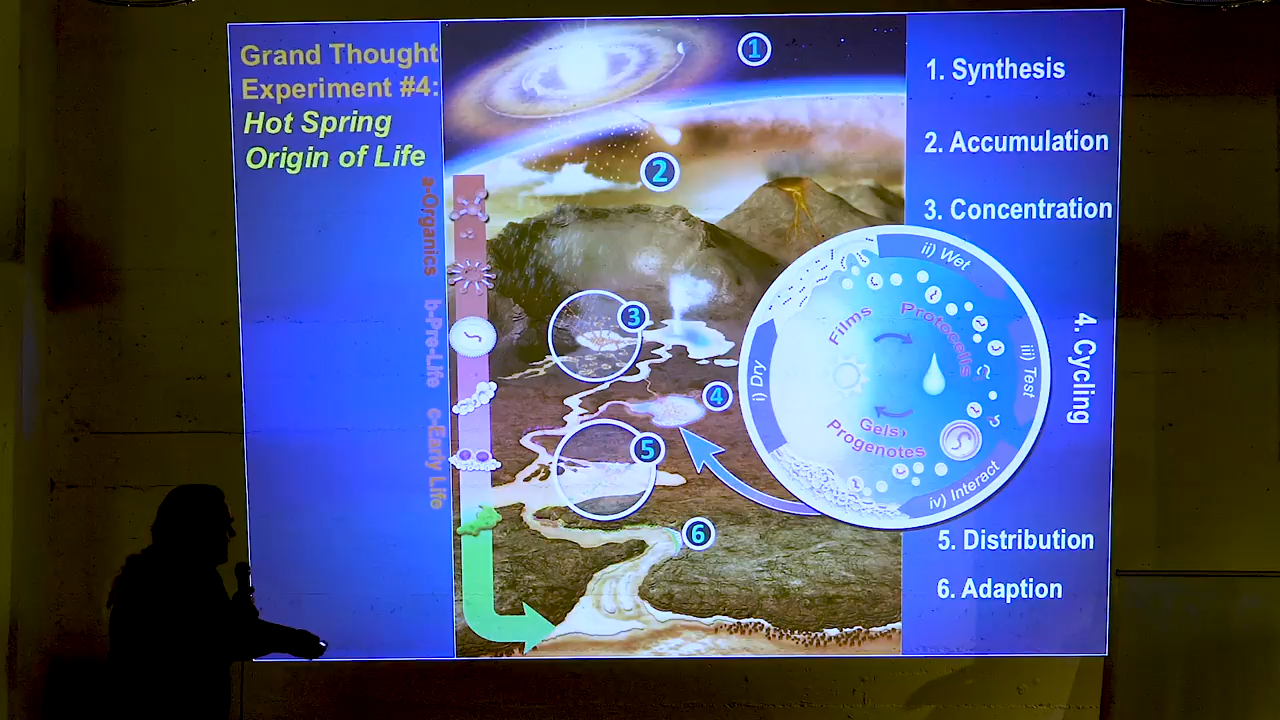 Grand Thought
Experiment #4:
Hot Spring
Origin of Life
a-Organics
b-Pre-Life
c-Early Life
1
2
3
4
5
6
i) Dry
ii) Wet
iii) Test
iv) Interact
Films
Protocells
Gels,
Progenotes
1. Synthesis
2. Accumulation
3. Concentration
4. Cycling
5. Distribution
6. Adaption